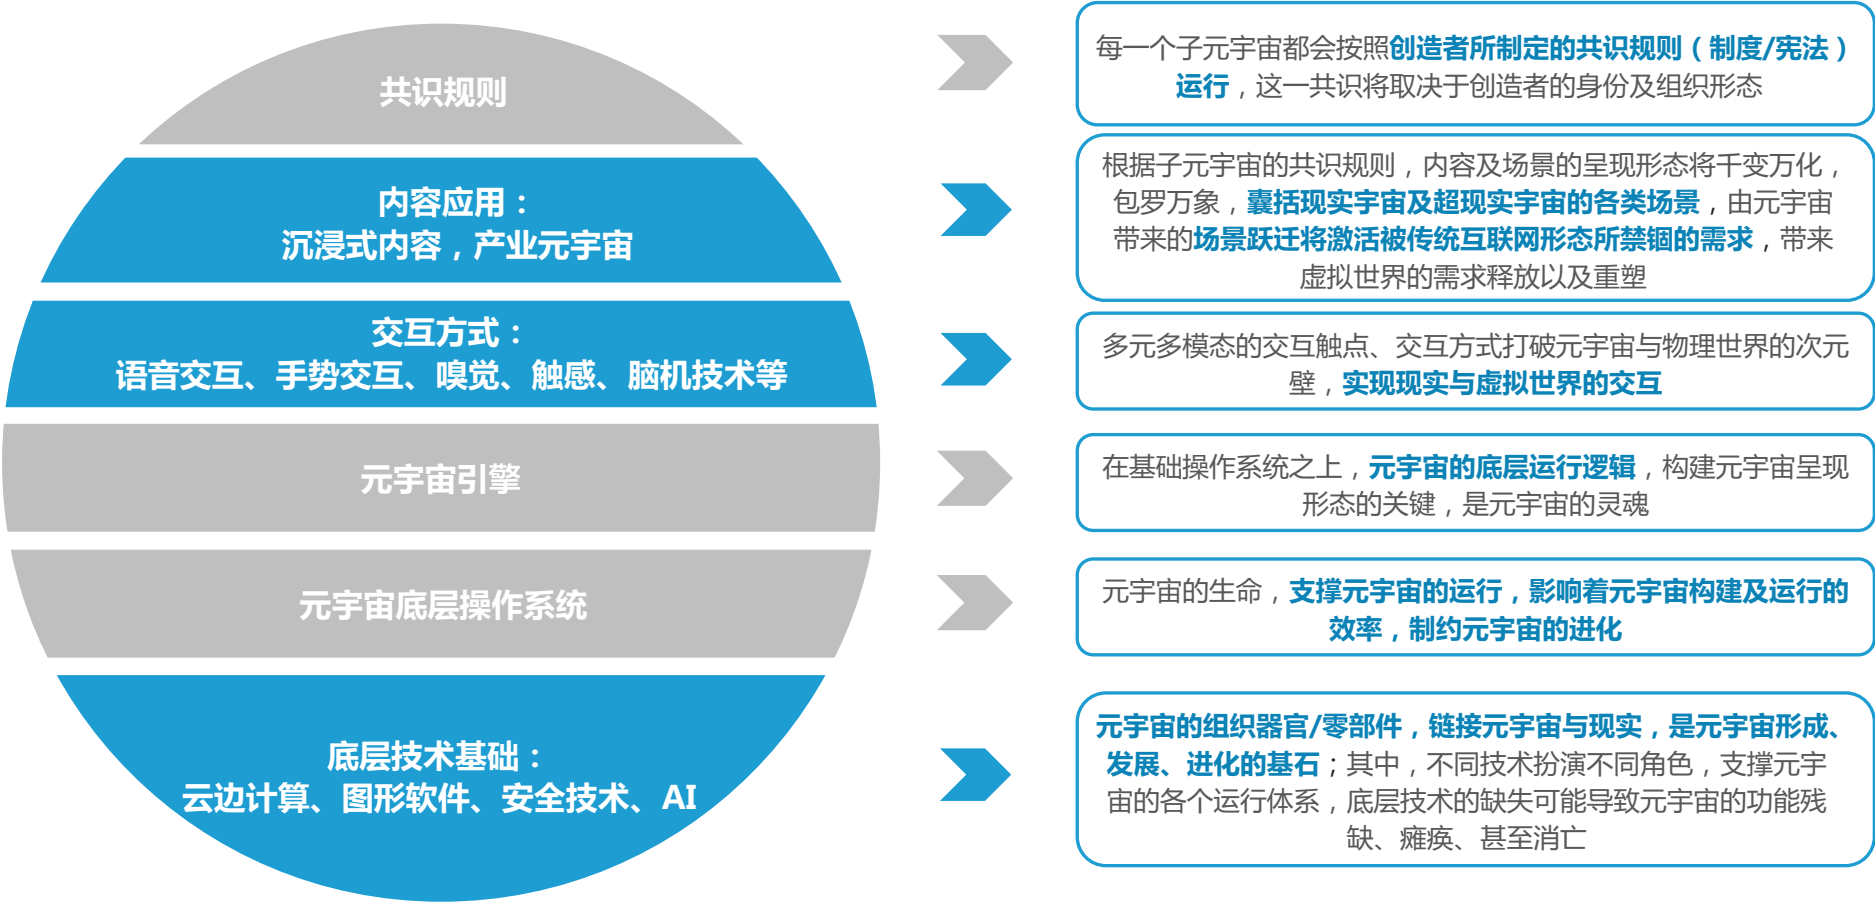 共识规则
每一个子元宇宙都会按照创造者所制定的共识规则（制度/宪法）
运行，这一共识将取决于创造者的身份及组织形态
内容应用：
沉浸式内容，产业元宇宙
根据子元宇宙的共识规则，内容及场景的呈现形态将千变万化，
包罗万象，囊括现实宇宙及超现实宇宙的各类场景，由元宇宙
带来的场景跃迁将激活被传统互联网形态所禁锢的需求，带来
虚拟世界的需求释放以及重塑
交互方式：
语音交互、手势交互、嗅觉、触感、脑机技术等
多元多模态的交互触点、交互方式打破元宇宙与物理世界的次元
壁，实现现实与虚拟世界的交互
元宇宙引擎
在基础操作系统之上，元宇宙的底层运行逻辑，构建元宇宙呈现
形态的关键，是元宇宙的灵魂
元宇宙底层操作系统
元宇宙的生命，支撑元宇宙的运行，影响着元宇宙构建及运行的
效率，制约元宇宙的进化
底层技术基础：
云边计算、图形软件、安全技术、AI
元宇宙的组织器官/零部件，链接元宇宙与现实，是元宇宙形成、
发展、进化的基石；其中，不同技术扮演不同角色，支撑元宇
宙的各个运行体系，底层技术的缺失可能导致元宇宙的功能残
缺、瘫痪、甚至消亡